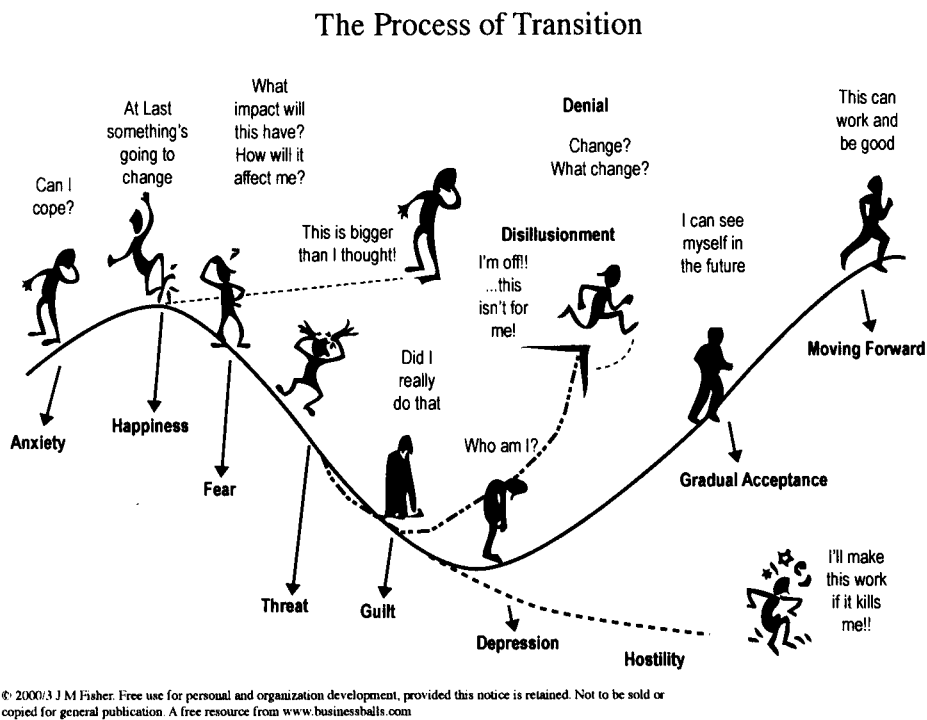 The Process of Transition
Can I
cope?
At Last
something's
going to
change
What
impact will
this have?
How will it
affect me?
This is bigger
than I thought!
Denial
Change?
What change?
Disillusionment
I'm off!!
...this
isn't for
me!
I can see
myself in
the future
This can
work and
be good
Did I
really
do that
Who am I?
Anxiety
Happiness
Fear
Threat
Guilt
Depression
Hostility
Gradual Acceptance
Moving Forward
I'll make
this work
if it kills
me!!
© 2000/3 J M Fisher. Free use for personal and organization development, provided this notice is retained. Not to be sold or
copied for general publication. A free resource from www.businessballs.com